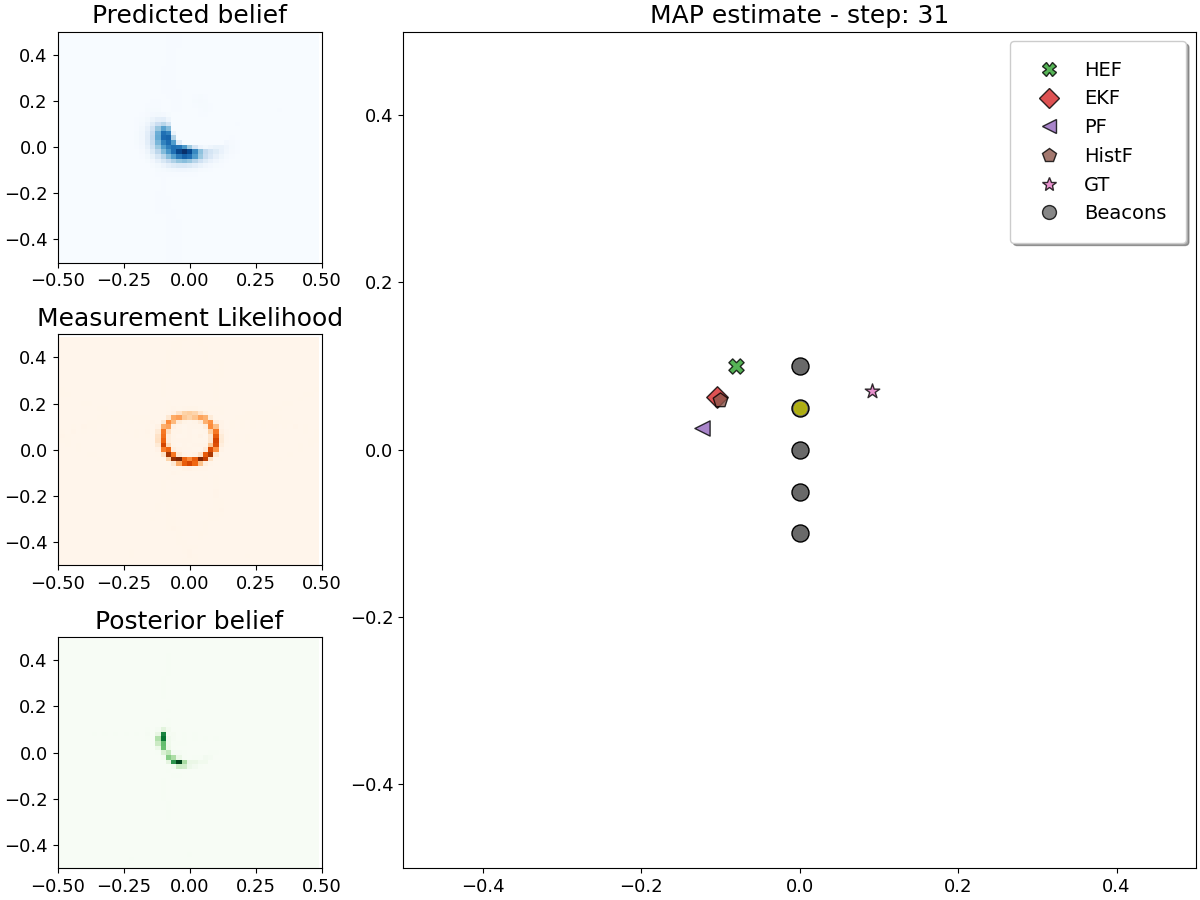 Predicted belief
0.4
0.2
0.0
−0.2
−0.4
−0.50 −0.25 0.00 0.25 0.50
Measurement Likelihood
0.4
0.2
0.0
−0.2
−0.4
−0.50 −0.25 0.00 0.25 0.50
Posterior belief
0.4
0.2
0.0
−0.2
−0.4
−0.50 −0.25 0.00 0.25 0.50
MAP estimate - step: 31
HEF
EKF
PF
HistF
GT
Beacons
0.4
0.2
0.0
−0.2
−0.4
−0.4 −0.2 0.0 0.2 0.4